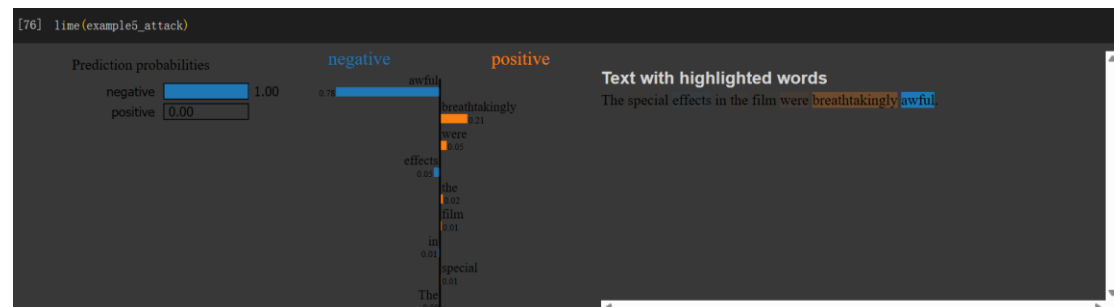 [76] lime(example5_attack)
Prediction probabilities
negative 1.00
positive 0.00
negative positive
awful
0.78
breathtakingly
0.21
were
0.05
effects
0.05
the
0.02
film
0.01
in
0.01
special
0.01
The
Text with highlighted words
The special effects in the film were breathtakingly awful.